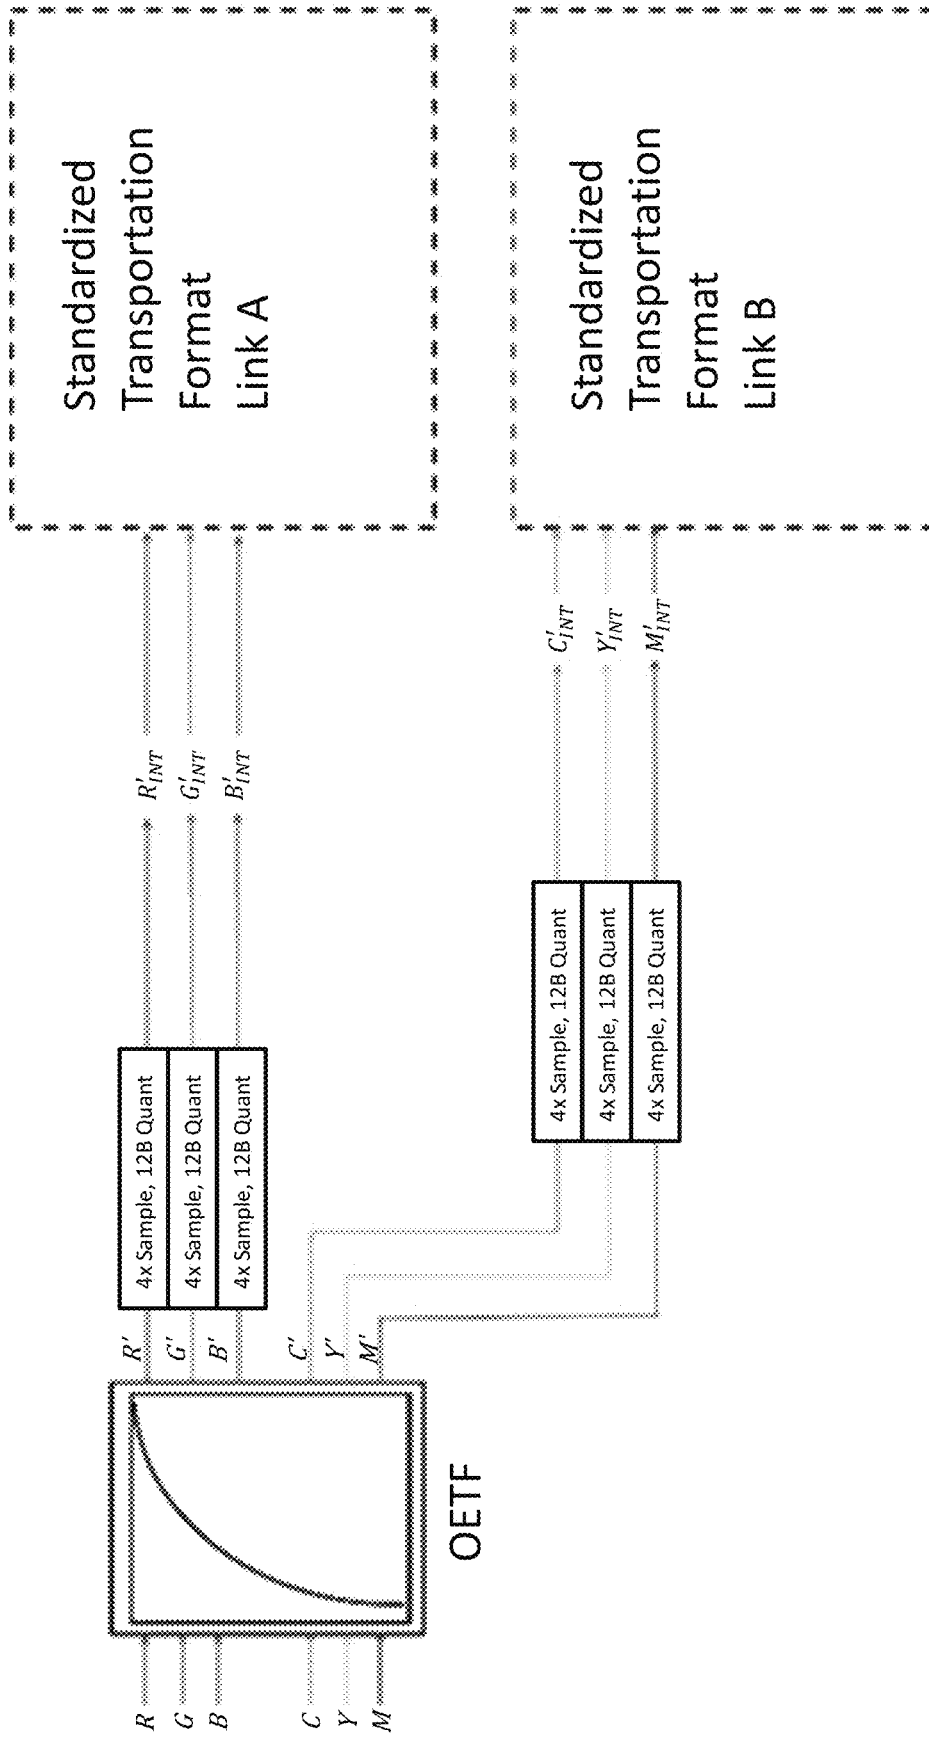 R
G
B
C
Y
M
OETF
R'
G'
B'
C'
Y'
M'
4x Sample, 12B Quant
4x Sample, 12B Quant
4x Sample, 12B Quant
4x Sample, 12B Quant
4x Sample, 12B Quant
4x Sample, 12B Quant
R'INT
G'INT
B'INT
C'INT
Y'INT
M'INT
Standardized
Transportation
Format
Link A
Standardized
Transportation
Format
Link B